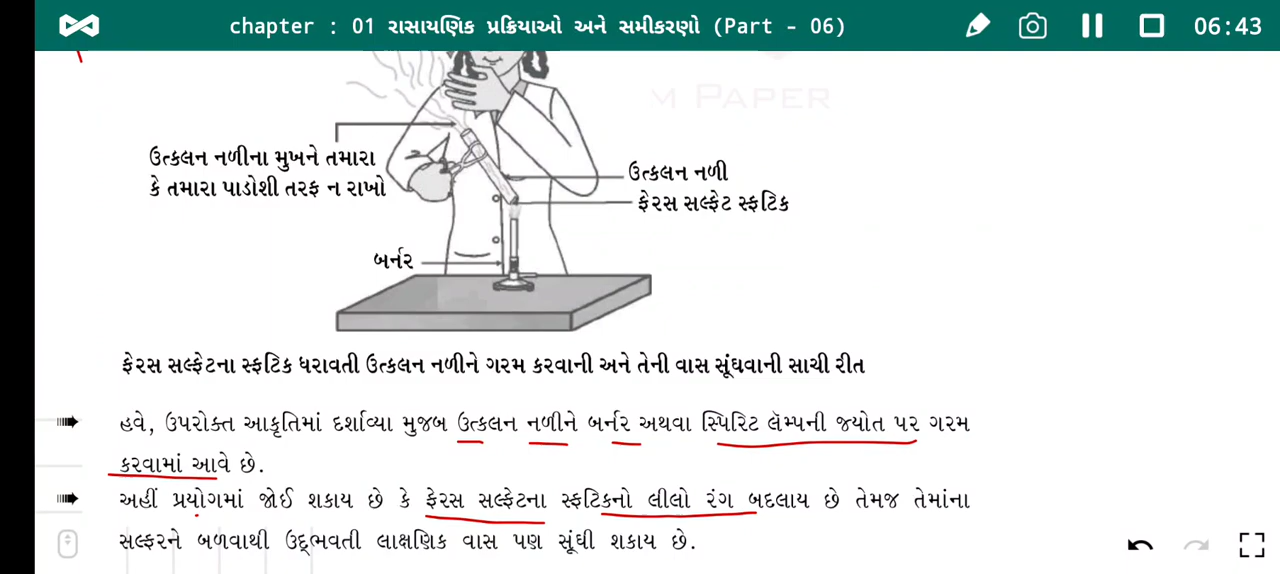 chapter : 01 રાસાયણિક પ્રક્રિયાઓ અને સમીકરણો (Part - 06)
06:43
M PAPER
ઉત્કલન નળીના મુખને તમારા
કે તમારા પાડોશી તરફ ન રાખો
ઉત્કલન નળી
ફેરસ સલ્ફેટ સ્ફટિક
બર્નર
ફેરસ સલ્ફેટના સ્ફટિક ધરાવતી ઉત્કલન નળીને ગરમ કરવાની અને તેની વાસ સૂંઘવાની સાચી રીત
હવે, ઉપરોક્ત આકૃતિમાં દર્શાવ્યા મુજબ ઉત્કલન નળીને બર્નર અથવા સ્પિરિટ લૅમ્પની જ્યોત પર ગરમ
કરવામાં આવે છે.
અહીં પ્રયોગમાં જોઈ શકાય છે કે ફેરસ સલ્ફેટના સ્ફટિકનો લીલો રંગ બદલાય છે તેમજ તેમાંના
સલ્ફરને બળવાથી ઉદ્ભવતી લાક્ષણિક વાસ પણ સૂંઘી શકાય છે.